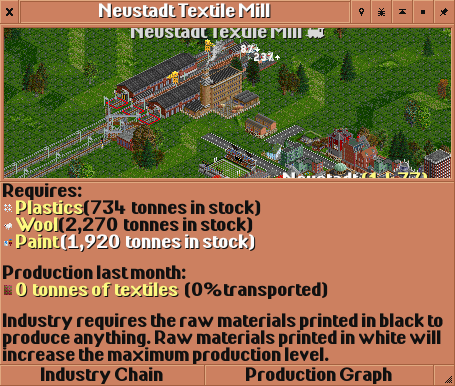 Neustadt Textile Mill
Neustadt Textile Mill
Requires:
Plastics(734 tonnes in stock)
Wool(2,270 tonnes in stock)
Paint(1,920 tonnes in stock)
Production last month:
0 tonnes of textiles (0% transported)
Industry requires the raw materials printed in black to
produce anything. Raw materials printed in white will
increase the maximum production level.
Industry Chain
Production Graph